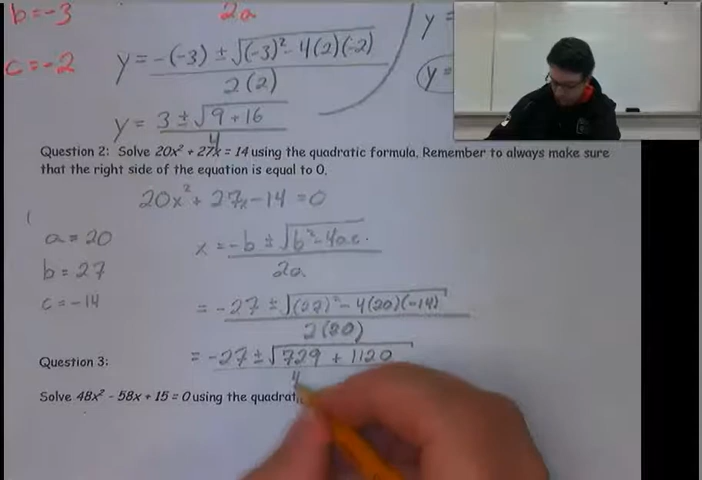 b = -3
2a
c = -2
y = -(-3) ± √(-3)² - 4(2)(-2)
2(2)
y =
y =
y = 3 ± √9 + 16
4
Question 2: Solve 20x² + 27x = 14 using the quadratic formula. Remember to always make sure
that the right side of the equation is equal to 0.
20x² + 27x - 14 = 0
a = 20
b = 27
c = -14
x = -b ± √b² - 4ac
2a
= -27 ± √(27)² - 4(20)(-14)
2(20)
= -27 ± √729 + 1120
4
Question 3:
Solve 48x² - 58x + 15 = 0 using the